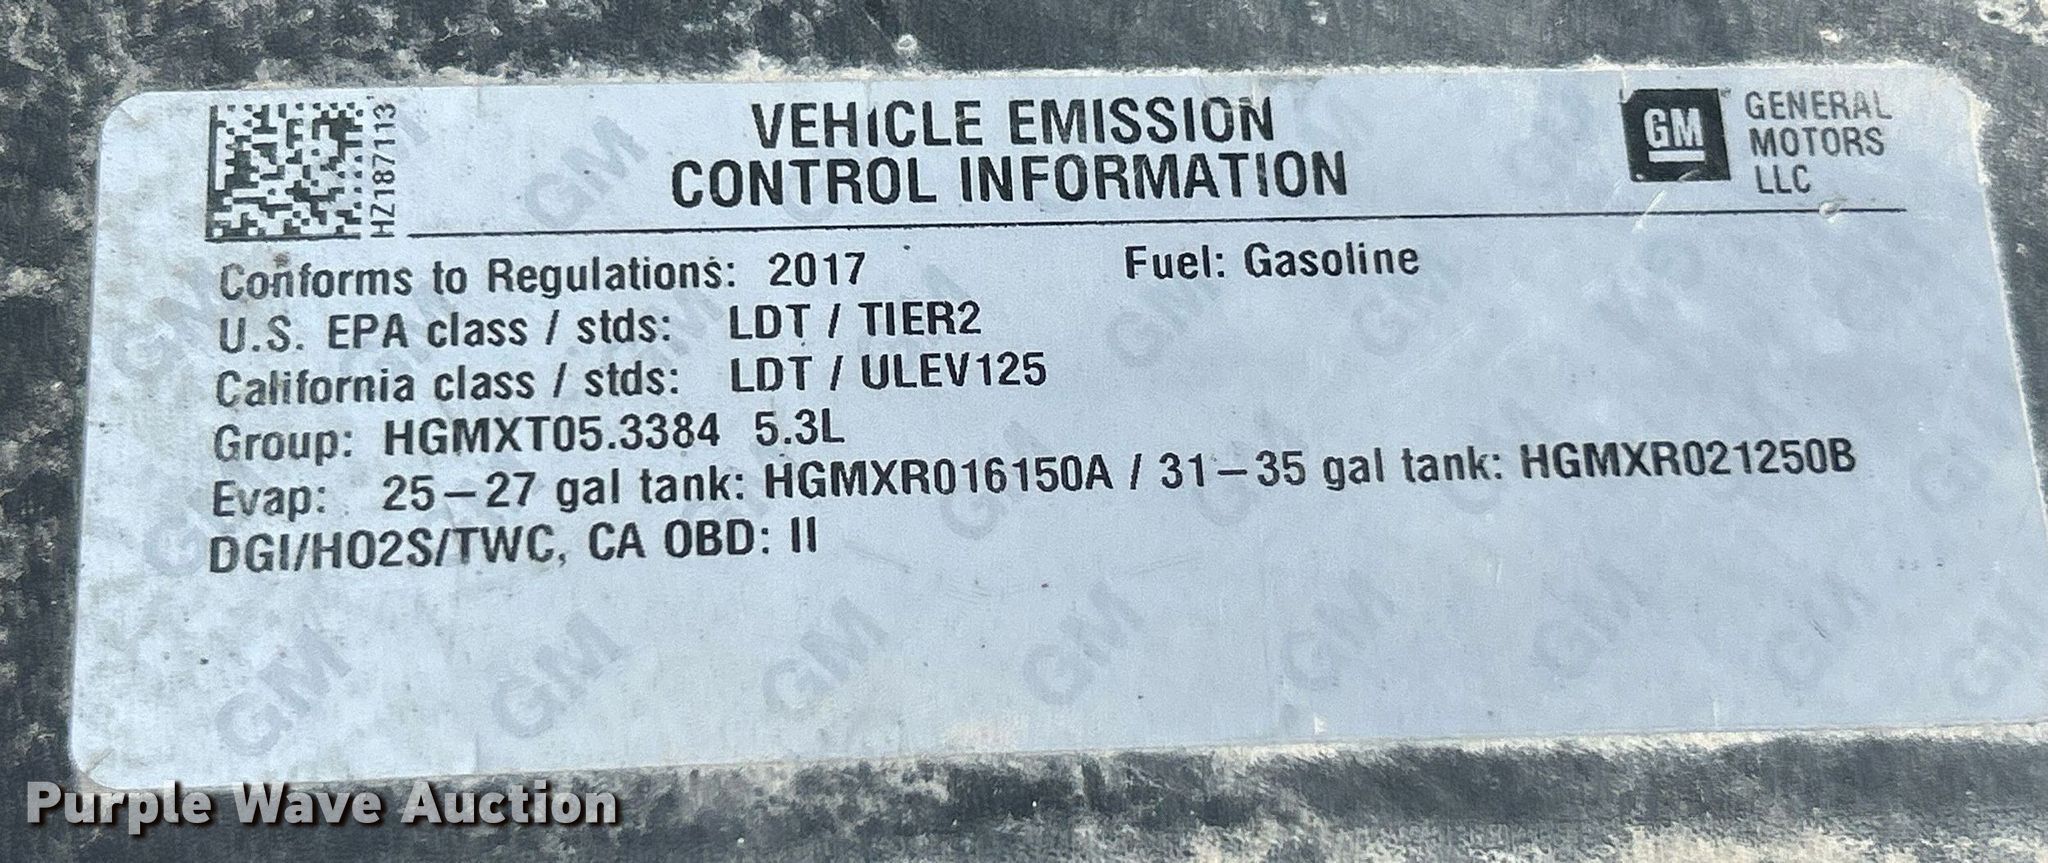 HZ187113
VEHICLE EMISSION
CONTROL INFORMATION
GM
GENERAL
MOTORS
LLC
Conforms to Regulations: 2017 Fuel: Gasoline
U.S. EPA class / stds: LDT / TIER2
California class / stds: LDT / ULEV125
Group: HGMXT05.3384 5.3L
Evap: 25-27 gal tank: HGMXR016150A / 31-35 gal tank: HGMXR021250B
DGI/HO2S/TWC, CA OBD: II
Purple Wave Auction